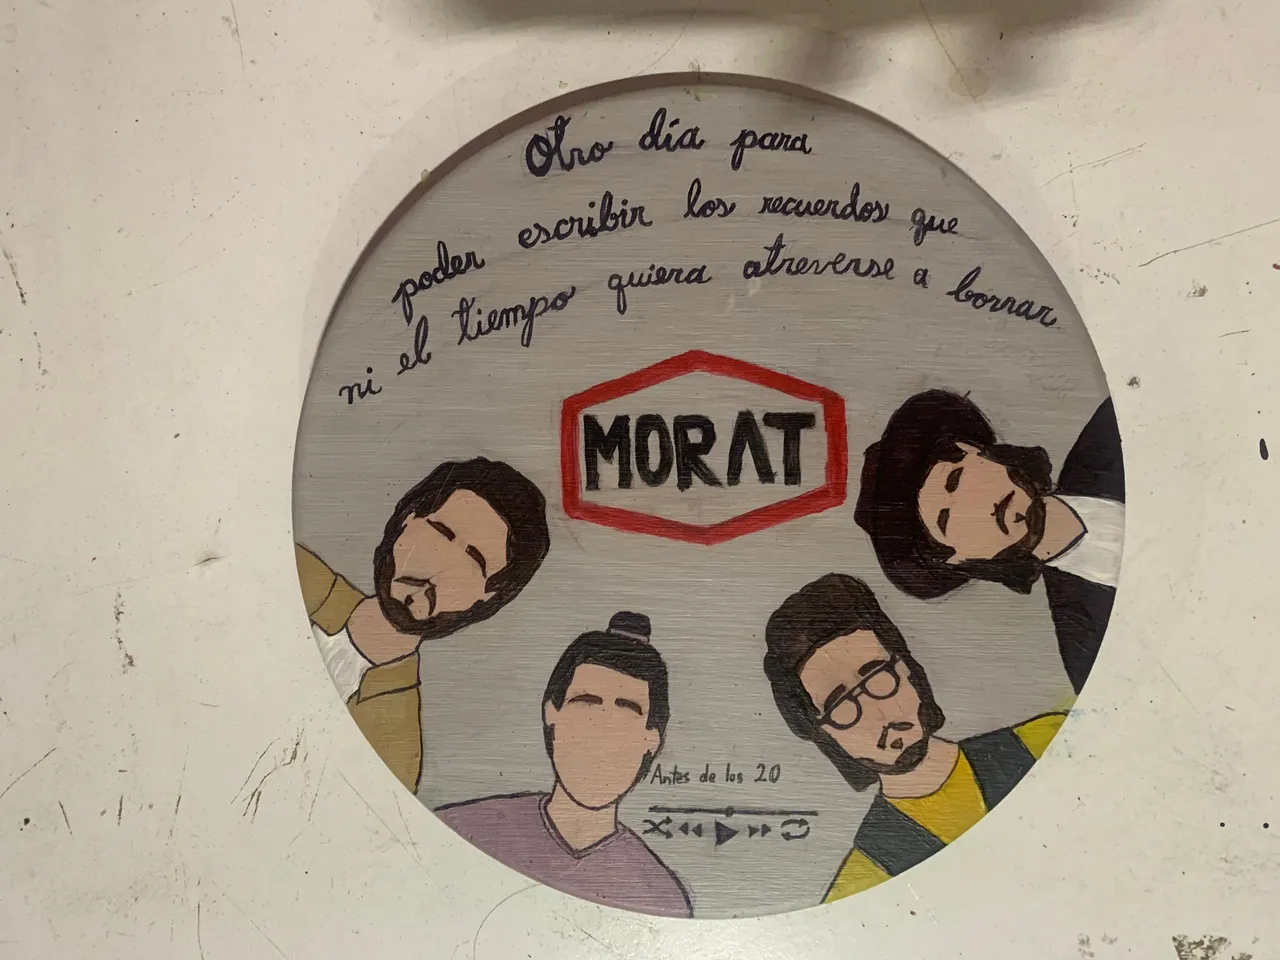 Otro día para
poder escribir los recuerdos que
ni el tiempo quiera atreverse a borrar
MORAT
Antes de los 20